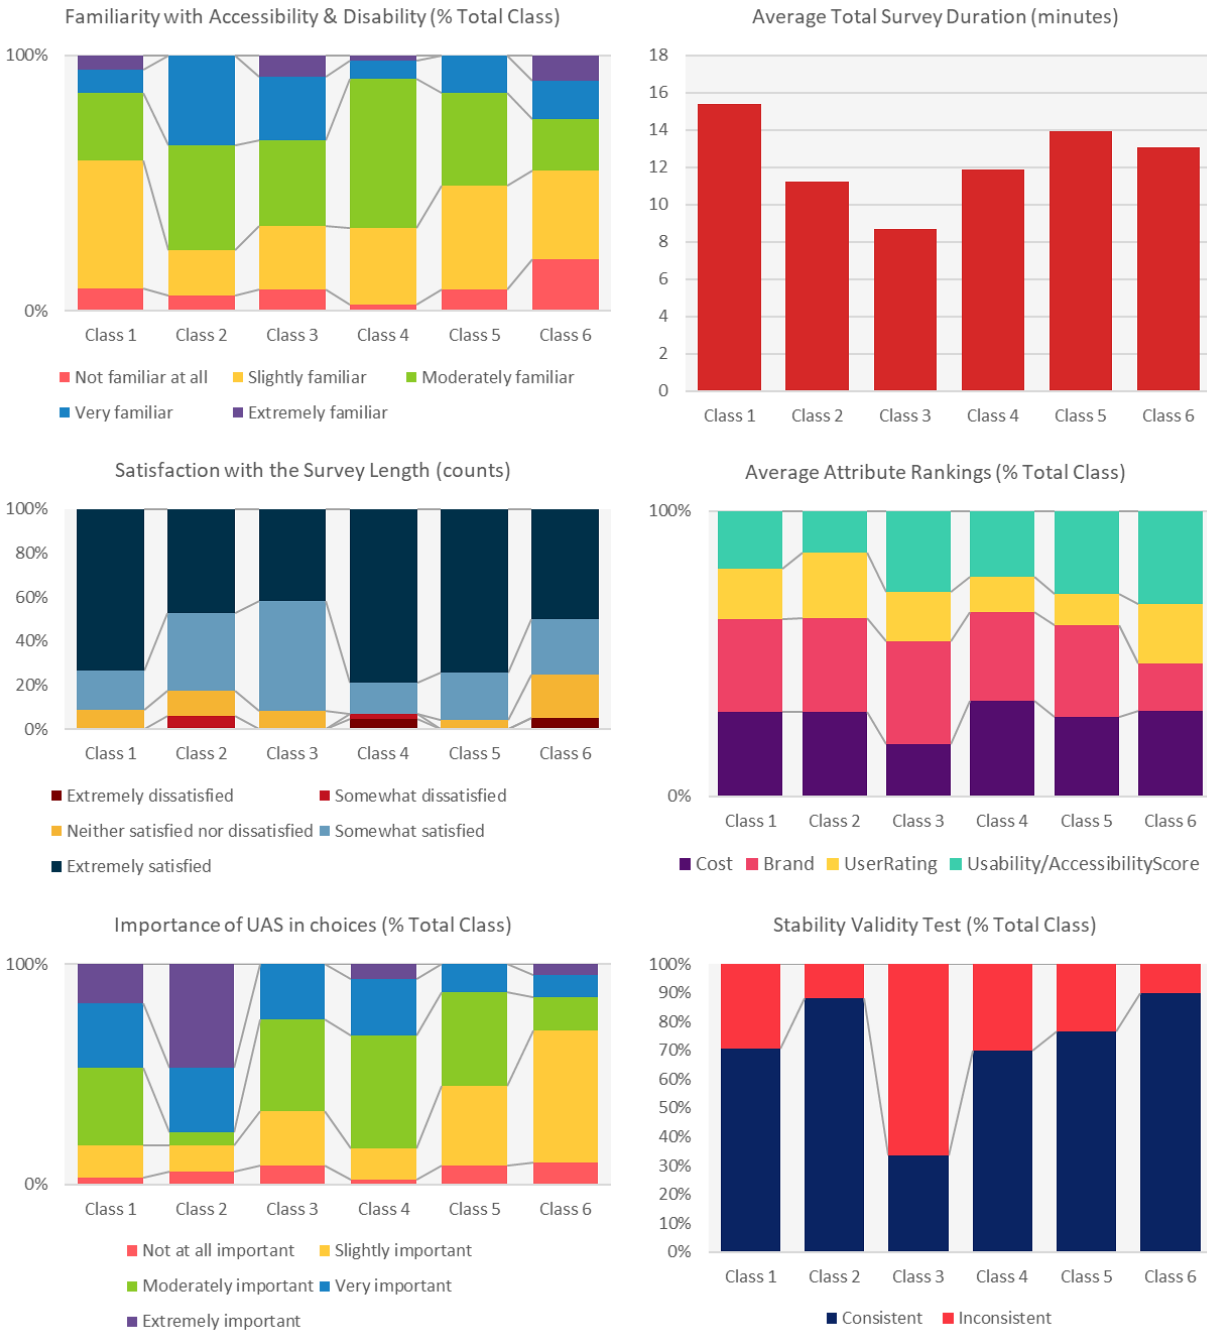 Familiarity with Accessibility & Disability (% Total Class)
100%
0%
Class 1 Class 2 Class 3 Class 4 Class 5 Class 6
Not familiar at all Slightly familiar Moderately familiar
Very familiar Extremely familiar
Average Total Survey Duration (minutes)
18
16
14
12
10
8
6
4
2
0
Class 1 Class 2 Class 3 Class 4 Class 5 Class 6
Satisfaction with the Survey Length (counts)
100%
80%
60%
40%
20%
0%
Class 1 Class 2 Class 3 Class 4 Class 5 Class 6
Extremely dissatisfied Somewhat dissatisfied
Neither satisfied nor dissatisfied Somewhat satisfied
Extremely satisfied
Average Attribute Rankings (% Total Class)
100%
0%
Class 1 Class 2 Class 3 Class 4 Class 5 Class 6
Cost Brand UserRating Usability/AccessibilityScore
Importance of UAS in choices (% Total Class)
100%
0%
Class 1 Class 2 Class 3 Class 4 Class 5 Class 6
Not at all important Slightly important
Moderately important Very important
Extremely important
Stability Validity Test (% Total Class)
100%
90%
80%
70%
60%
50%
40%
30%
20%
10%
0%
Class 1 Class 2 Class 3 Class 4 Class 5 Class 6
Consistent Inconsistent